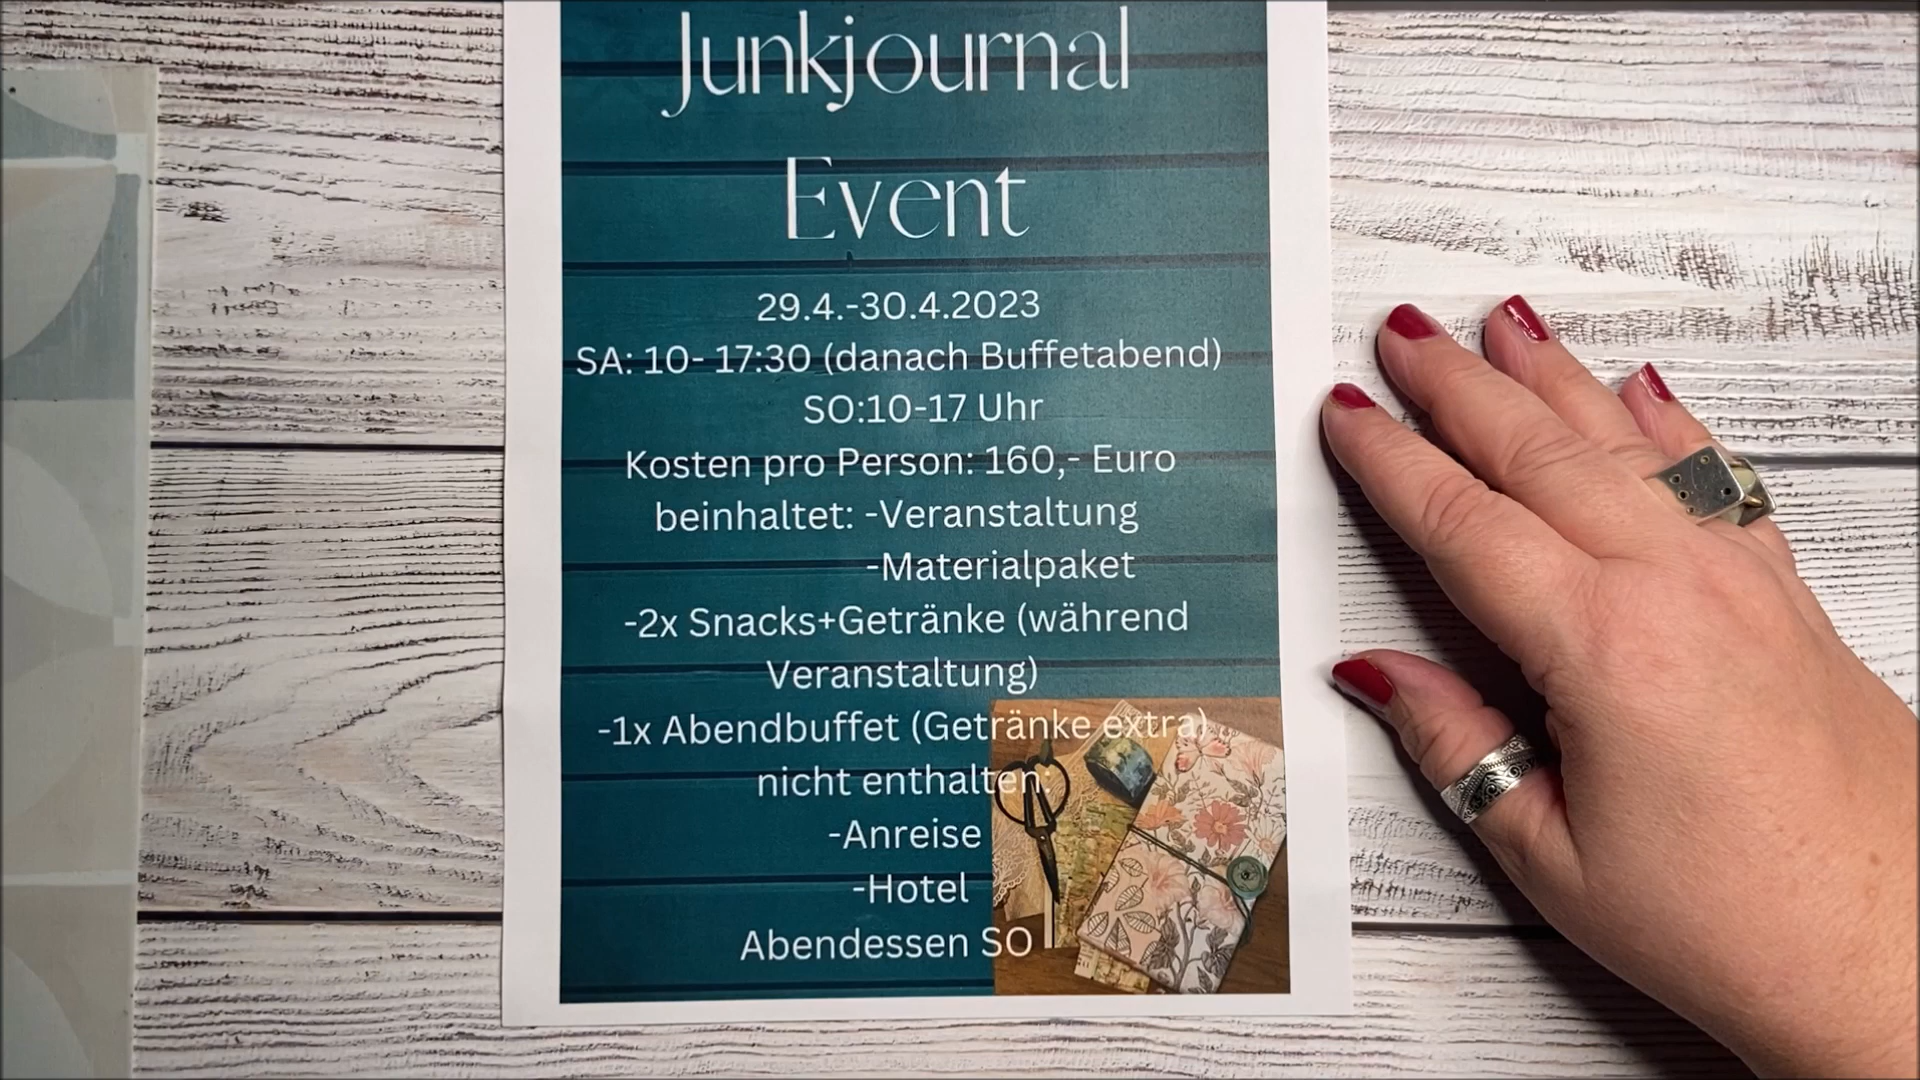 Junkjournal
Event
29.4.-30.4.2023
SA: 10- 17:30 (danach Buffetabend)
SO:10-17 Uhr
Kosten pro Person: 160,- Euro
beinhaltet: -Veranstaltung
-Materialpaket
-2x Snacks+Getränke (während
Veranstaltung)
-1x Abendbuffet (Getränke extra)
nicht enthalten:
-Anreise
-Hotel
Abendessen SO